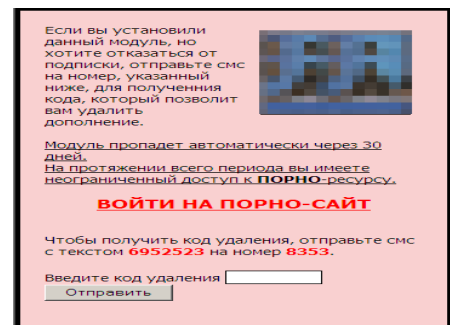 Если вы установили
данный модуль, но
хотите отказаться от
подписки, отправьте смс
на номер, указанный
ниже, для полученния
кода, который позволит
вам удалить
дополнение.
Модуль пропадет автоматически через 30
дней.
На протяжении всего периода вы имеете
неограниченный доступ к ПОРНО-ресурсу.
ВОЙТИ НА ПОРНО-САЙТ
Чтобы получить код удаления, отправьте смс
с текстом 6952523 на номер 8353.
Введите код удаления
Отправить